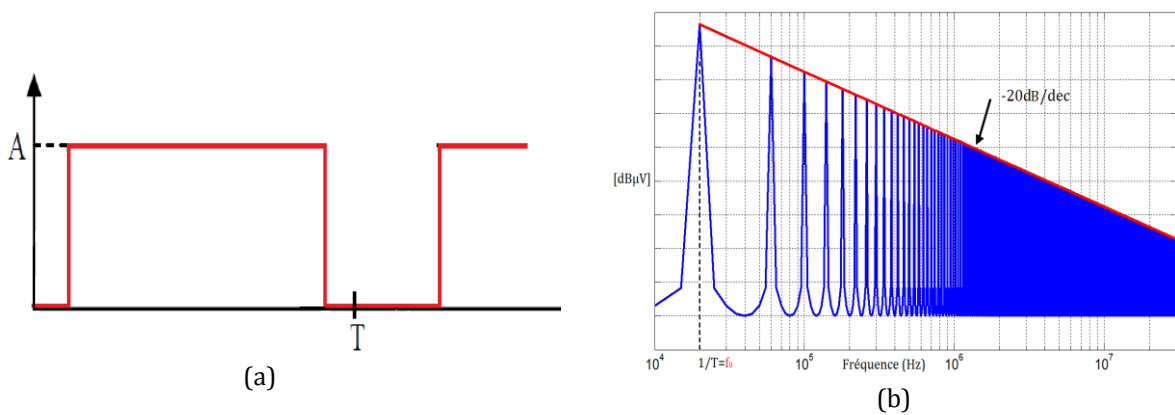 A
T
(a)
-20dB/dec
[dBµV]
10⁴
1/T=f₀
10⁵
Fréquence (Hz)
10⁶
10⁷
(b)